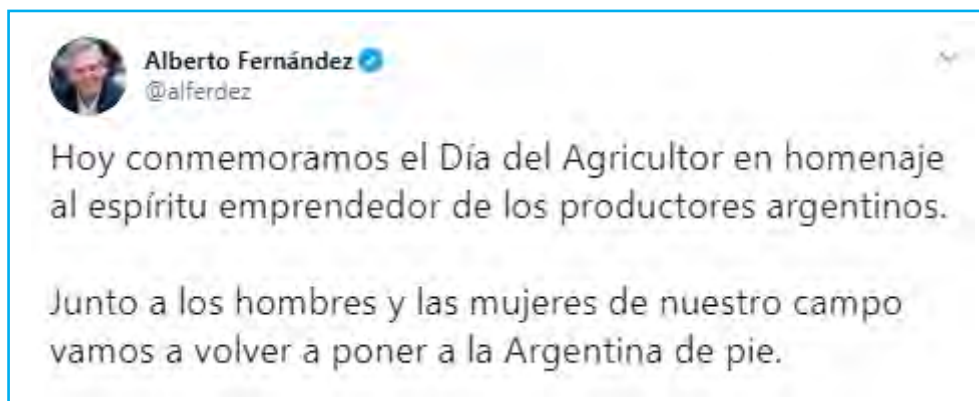 Alberto Fernández
@alferdez
Hoy conmemoramos el Día del Agricultor en homenaje
al espíritu emprendedor de los productores argentinos.
Junto a los hombres y las mujeres de nuestro campo
vamos a volver a poner a la Argentina de pie.